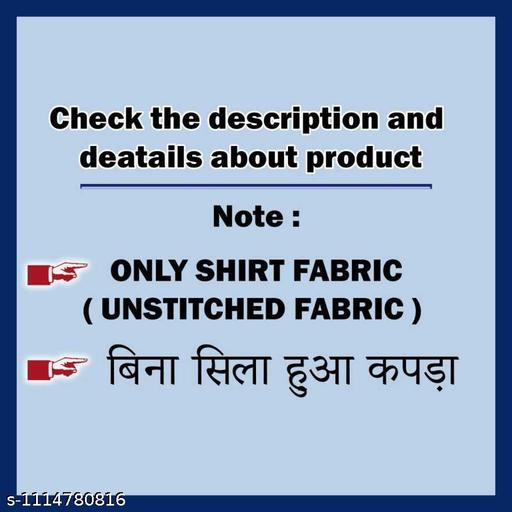 Check the description and
deatails about product
Note :
ONLY SHIRT FABRIC
( UNSTITCHED FABRIC )
बिना सिला हुआ कपड़ा
s-1114780816